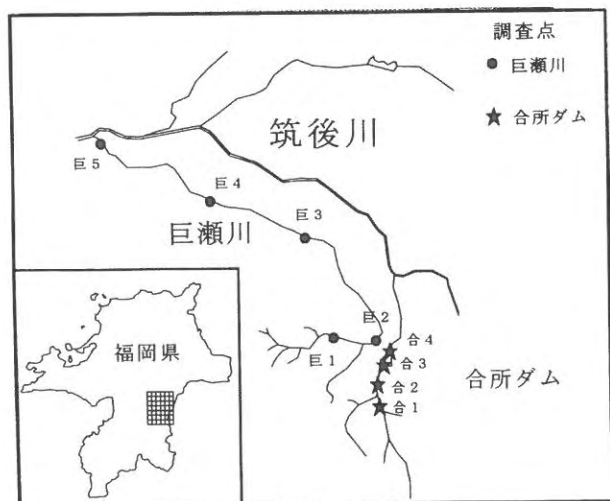 調査点
● 巨瀬川
★ 合所ダム
筑後川
巨5
巨4
巨3
巨瀬川
巨2
巨1
合4
合3
合2
合1
合所ダム
福岡県